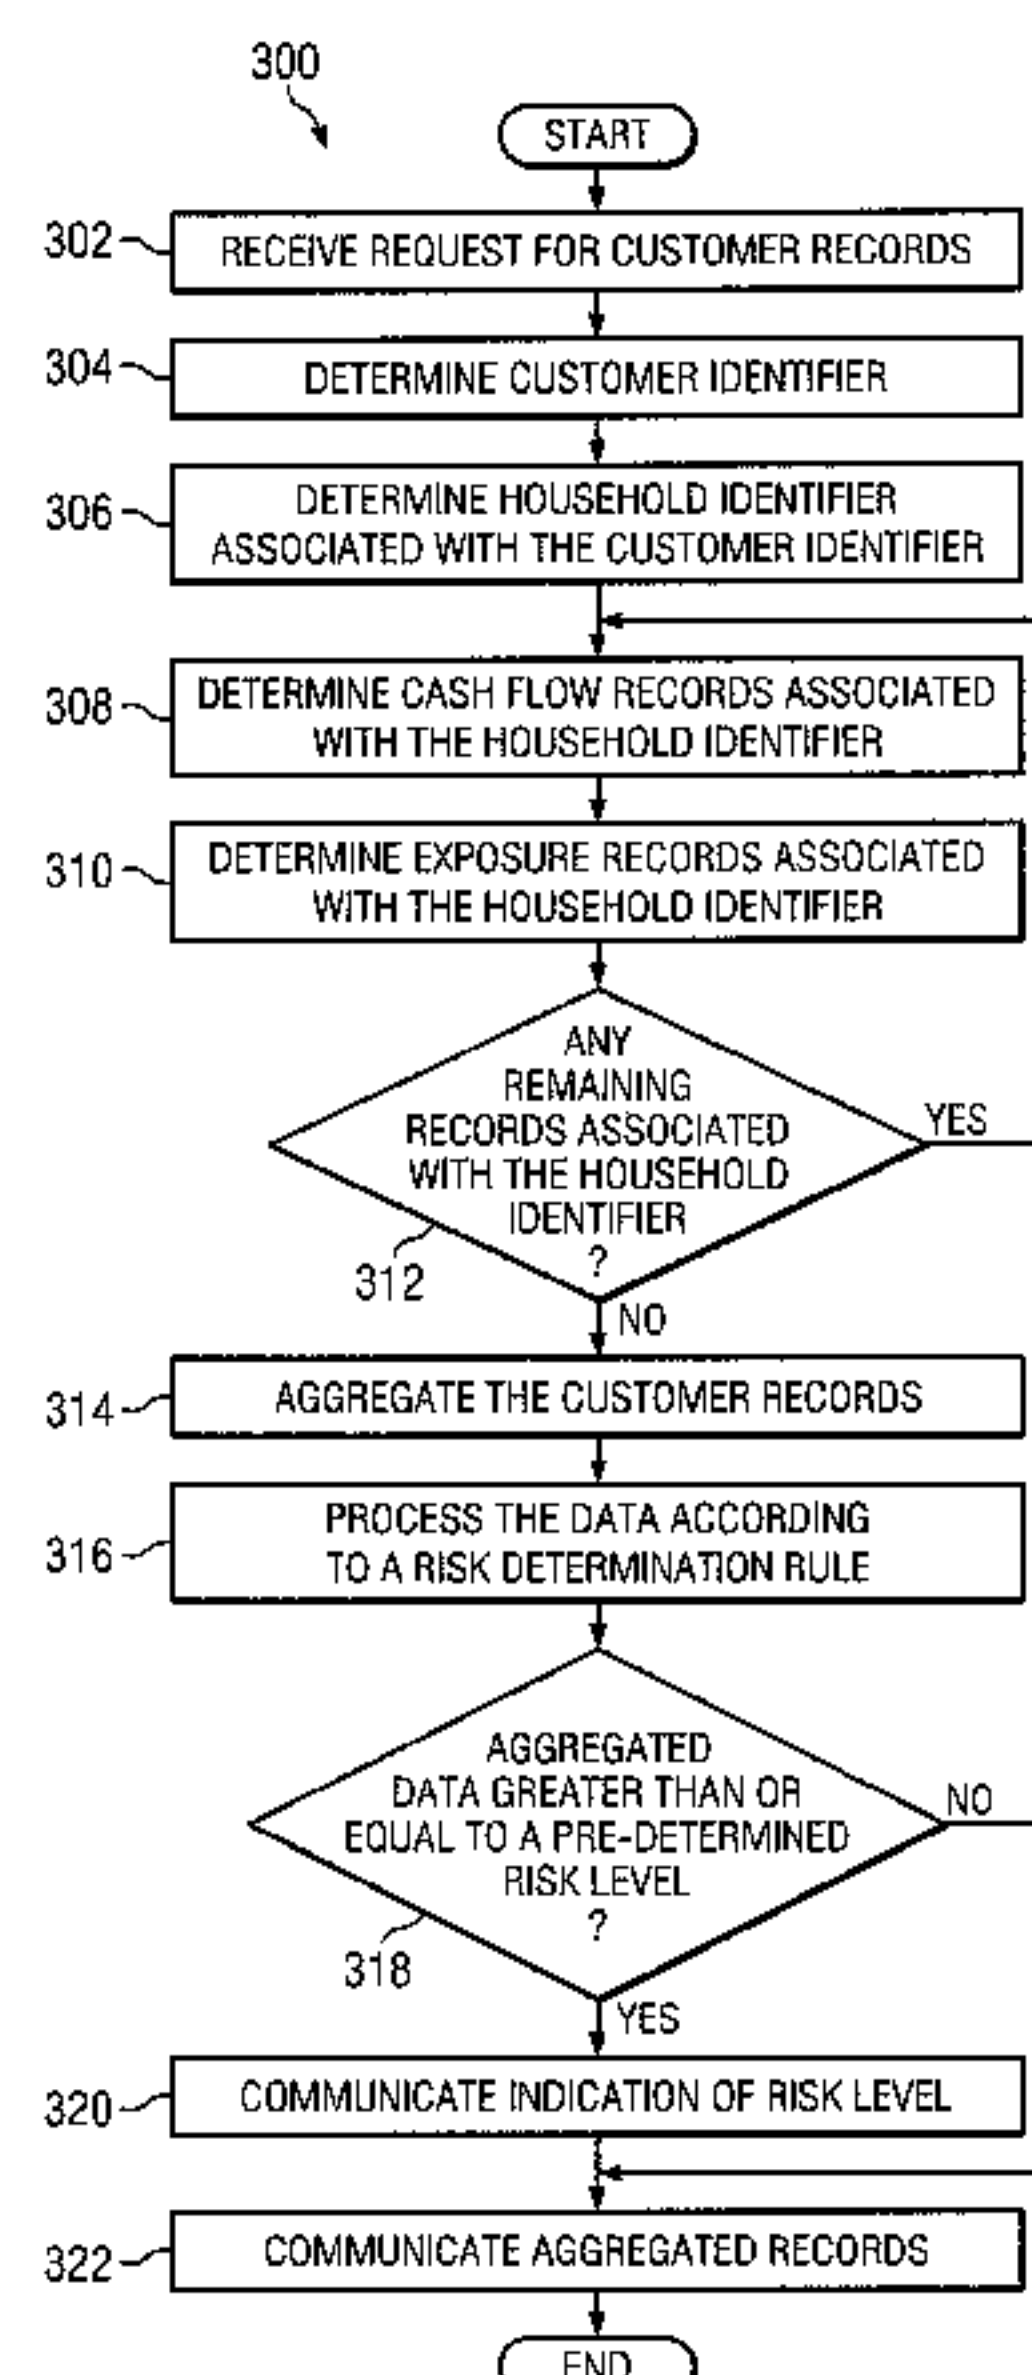 300
START
302
RECEIVE REQUEST FOR CUSTOMER RECORDS
304
DETERMINE CUSTOMER IDENTIFIER
306
DETERMINE HOUSEHOLD IDENTIFIER
ASSOCIATED WITH THE CUSTOMER IDENTIFIER
308
DETERMINE CASH FLOW RECORDS ASSOCIATED
WITH THE HOUSEHOLD IDENTIFIER
310
DETERMINE EXPOSURE RECORDS ASSOCIATED
WITH THE HOUSEHOLD IDENTIFIER
ANY
REMAINING
RECORDS ASSOCIATED
WITH THE HOUSEHOLD
IDENTIFIER
?
YES
312
NO
314
AGGREGATE THE CUSTOMER RECORDS
316
PROCESS THE DATA ACCORDING
TO A RISK DETERMINATION RULE
AGGREGATED
DATA GREATER THAN OR
EQUAL TO A PRE-DETERMINED
RISK LEVEL
?
NO
318
YES
320
COMMUNICATE INDICATION OF RISK LEVEL
322
COMMUNICATE AGGREGATED RECORDS
END